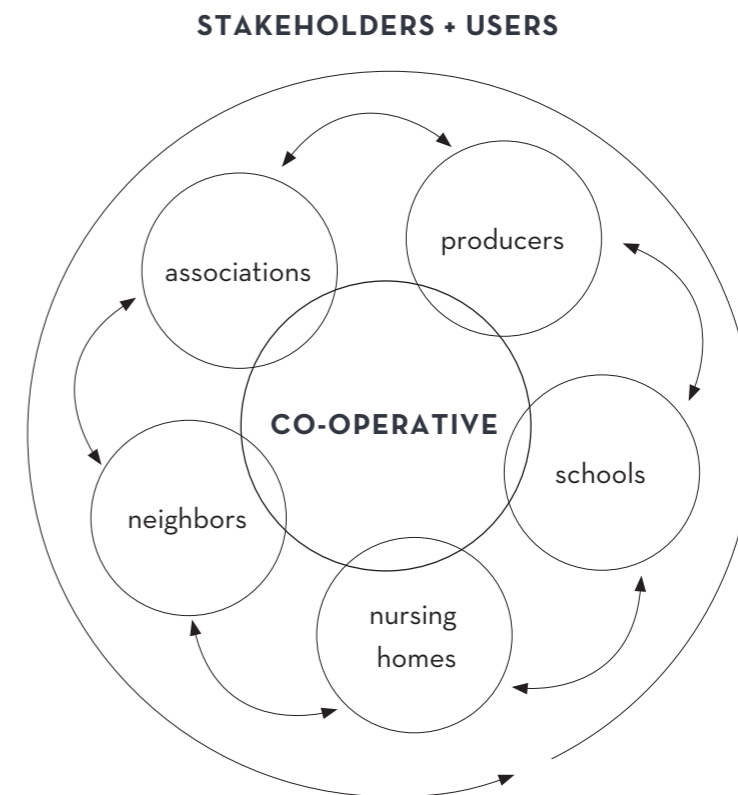 STAKEHOLDERS + USERS
producers
associations
CO-OPERATIVE
schools
neighbors
nursing
homes